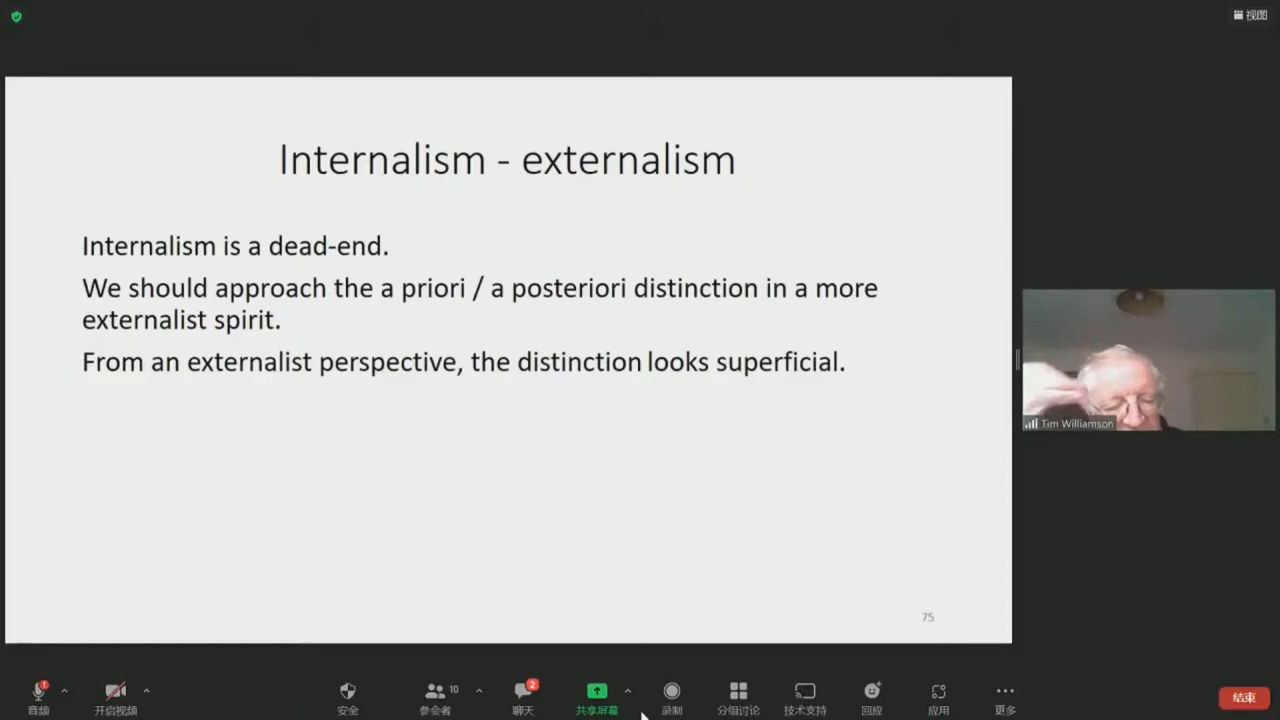 视图
Internalism - externalism
Internalism is a dead-end.
We should approach the a priori / a posteriori distinction in a more
externalist spirit.
From an externalist perspective, the distinction looks superficial.
Tim Williamson
75
10
2
音频
开启视频
安全
参会者
聊天
共享屏幕
录制
分组讨论
技术支持
回应
应用
更多
结束